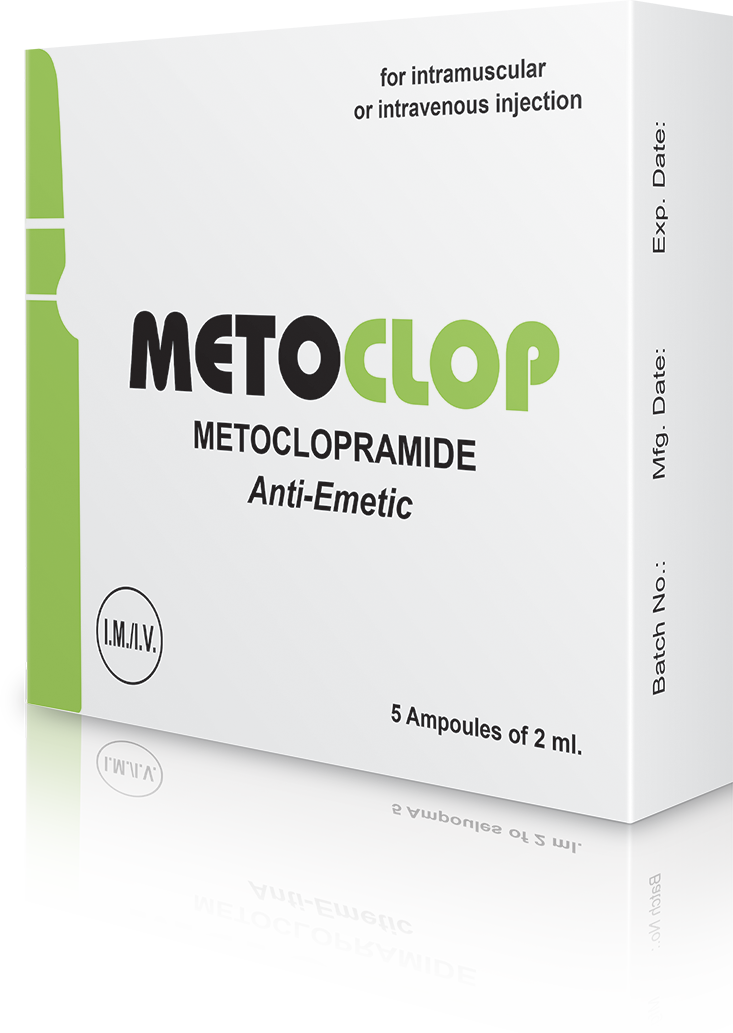 for intramuscular
or intravenous injection
METOCLOP
METOCLOPRAMIDE
Anti-Emetic
I.M./I.V.
5 Ampoules of 2 ml.
Exp. Date:
Mfg. Date:
Batch No.: